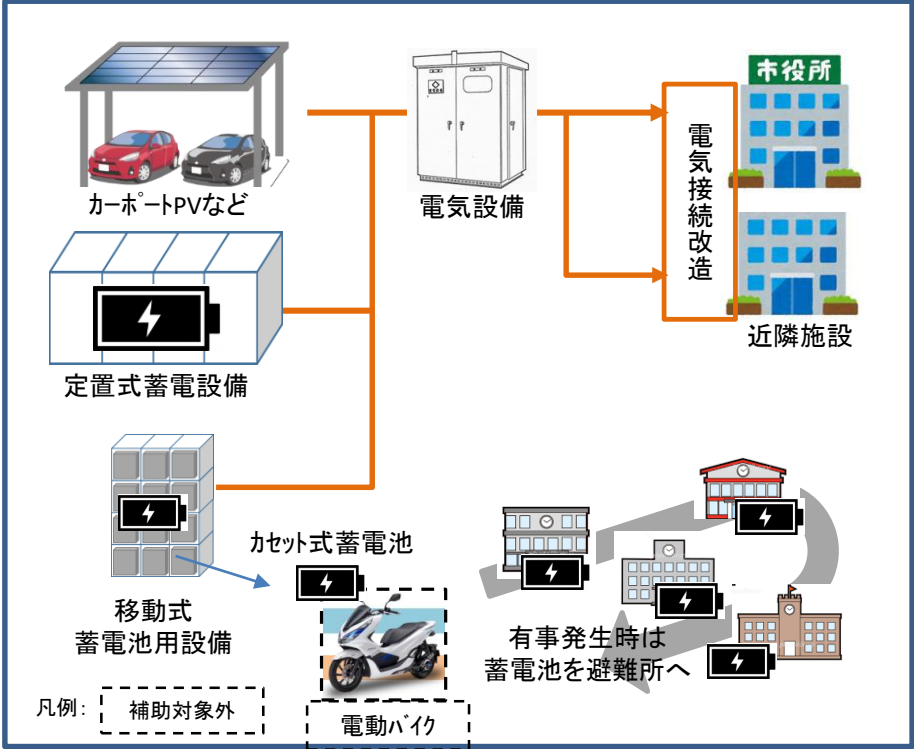 市役所
カーポートPVなど
電気設備
電気接続改造
近隣施設
定置式蓄電設備
カセット式蓄電池
移動式
蓄電池用設備
有事発生時は
蓄電池を避難所へ
凡例：
補助対象外
電動バイク